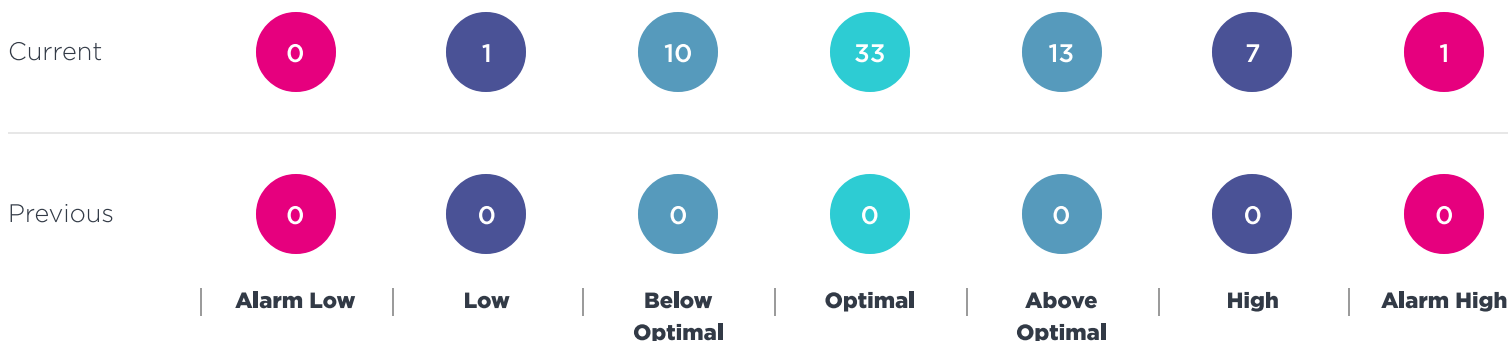 Current 0 1 10 33 13 7 1
Previous 0 0 0 0 0 0 0
Alarm Low Low Below Optimal Above High Alarm High
Optimal Optimal